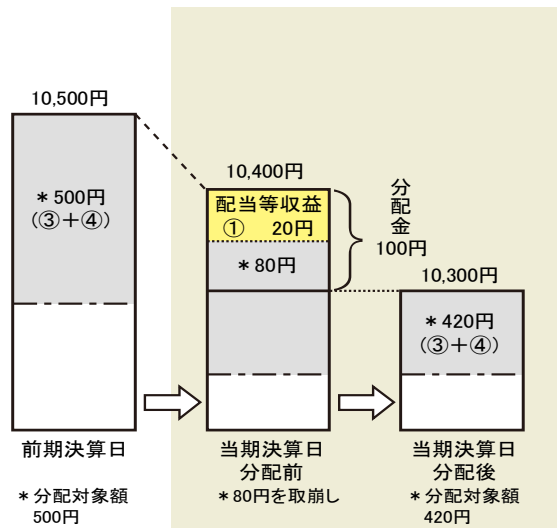 10,500円
＊500円
（③＋④）
前期決算日
＊分配対象額
500円
10,400円
配当等収益
① 20円
＊80円
分配金
100円
当期決算日
分配前
＊80円を取崩し
10,300円
＊420円
（③＋④）
当期決算日
分配後
＊分配対象額
420円